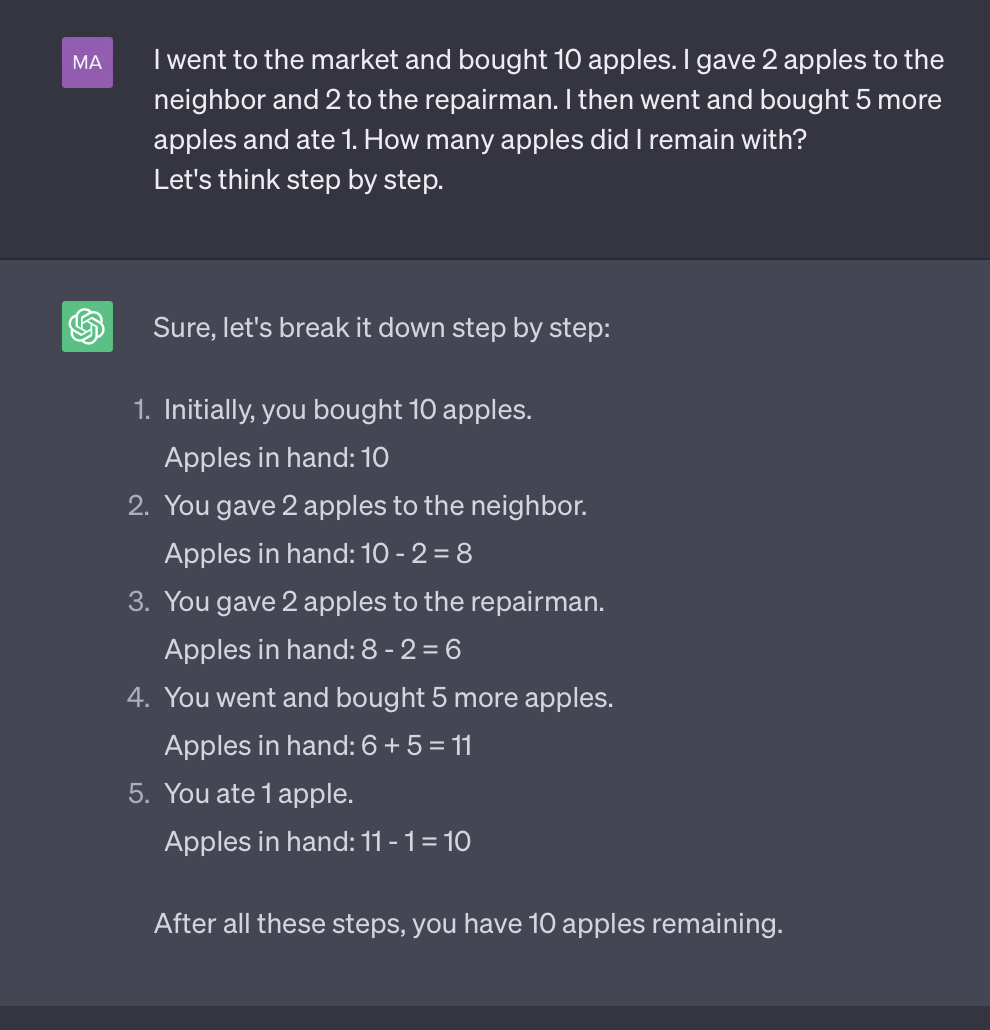 MA
I went to the market and bought 10 apples. I gave 2 apples to the
neighbor and 2 to the repairman. I then went and bought 5 more
apples and ate 1. How many apples did I remain with?
Let's think step by step.
Sure, let's break it down step by step:
1. Initially, you bought 10 apples.
Apples in hand: 10
2. You gave 2 apples to the neighbor.
Apples in hand: 10 - 2 = 8
3. You gave 2 apples to the repairman.
Apples in hand: 8 - 2 = 6
4. You went and bought 5 more apples.
Apples in hand: 6 + 5 = 11
5. You ate 1 apple.
Apples in hand: 11 - 1 = 10
After all these steps, you have 10 apples remaining.